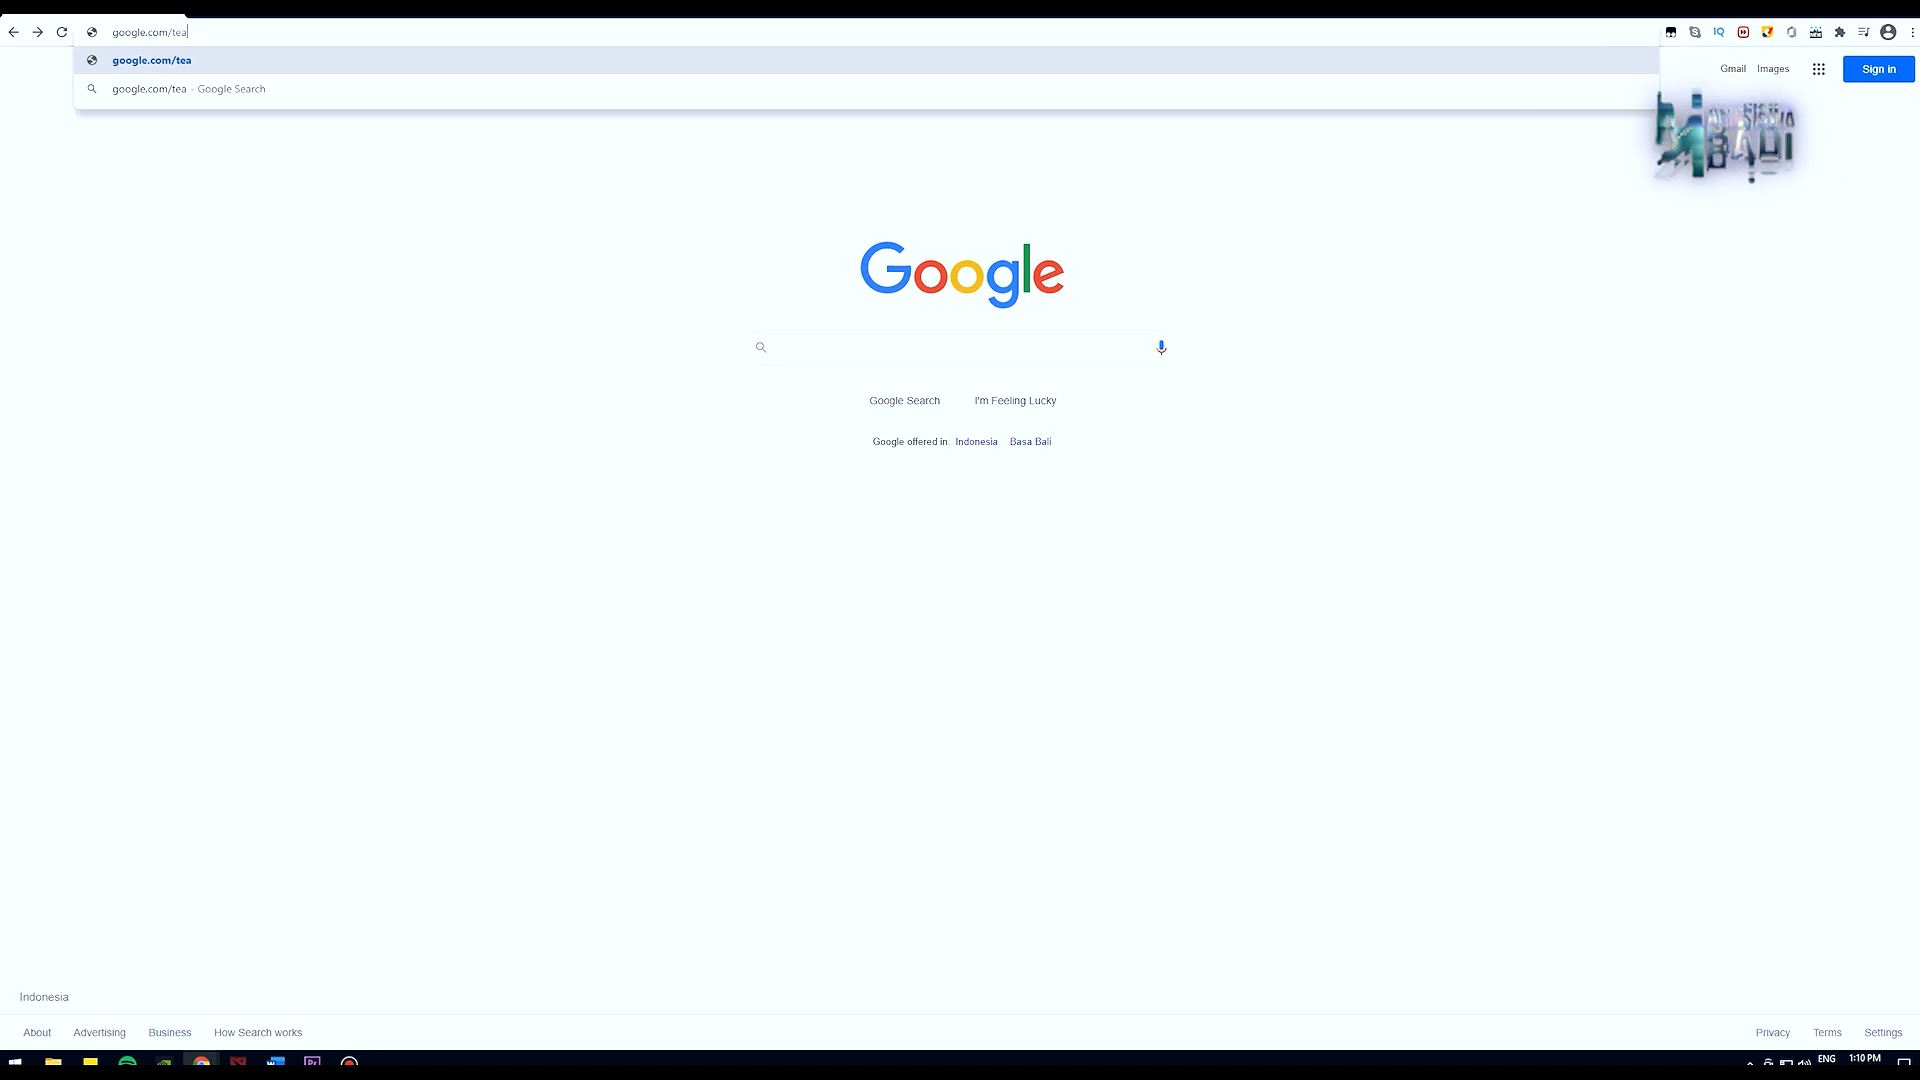 google.com/tea
google.com/tea
google.com/tea - Google Search
IQ
Gmail Images Sign in
Google
Google Search I'm Feeling Lucky
Google offered in: Indonesia Basa Bali
Indonesia
About Advertising Business How Search works
Privacy Terms Settings
Pr
ENG 1:10 PM